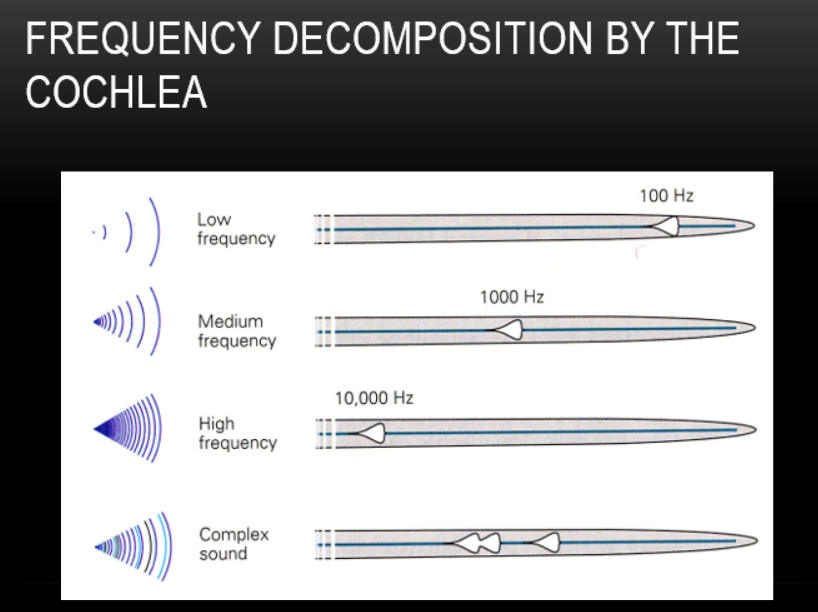 FREQUENCY DECOMPOSITION BY THE
COCHLEA
100 Hz
Low
frequency
1000 Hz
Medium
frequency
10,000 Hz
High
frequency
Complex
sound